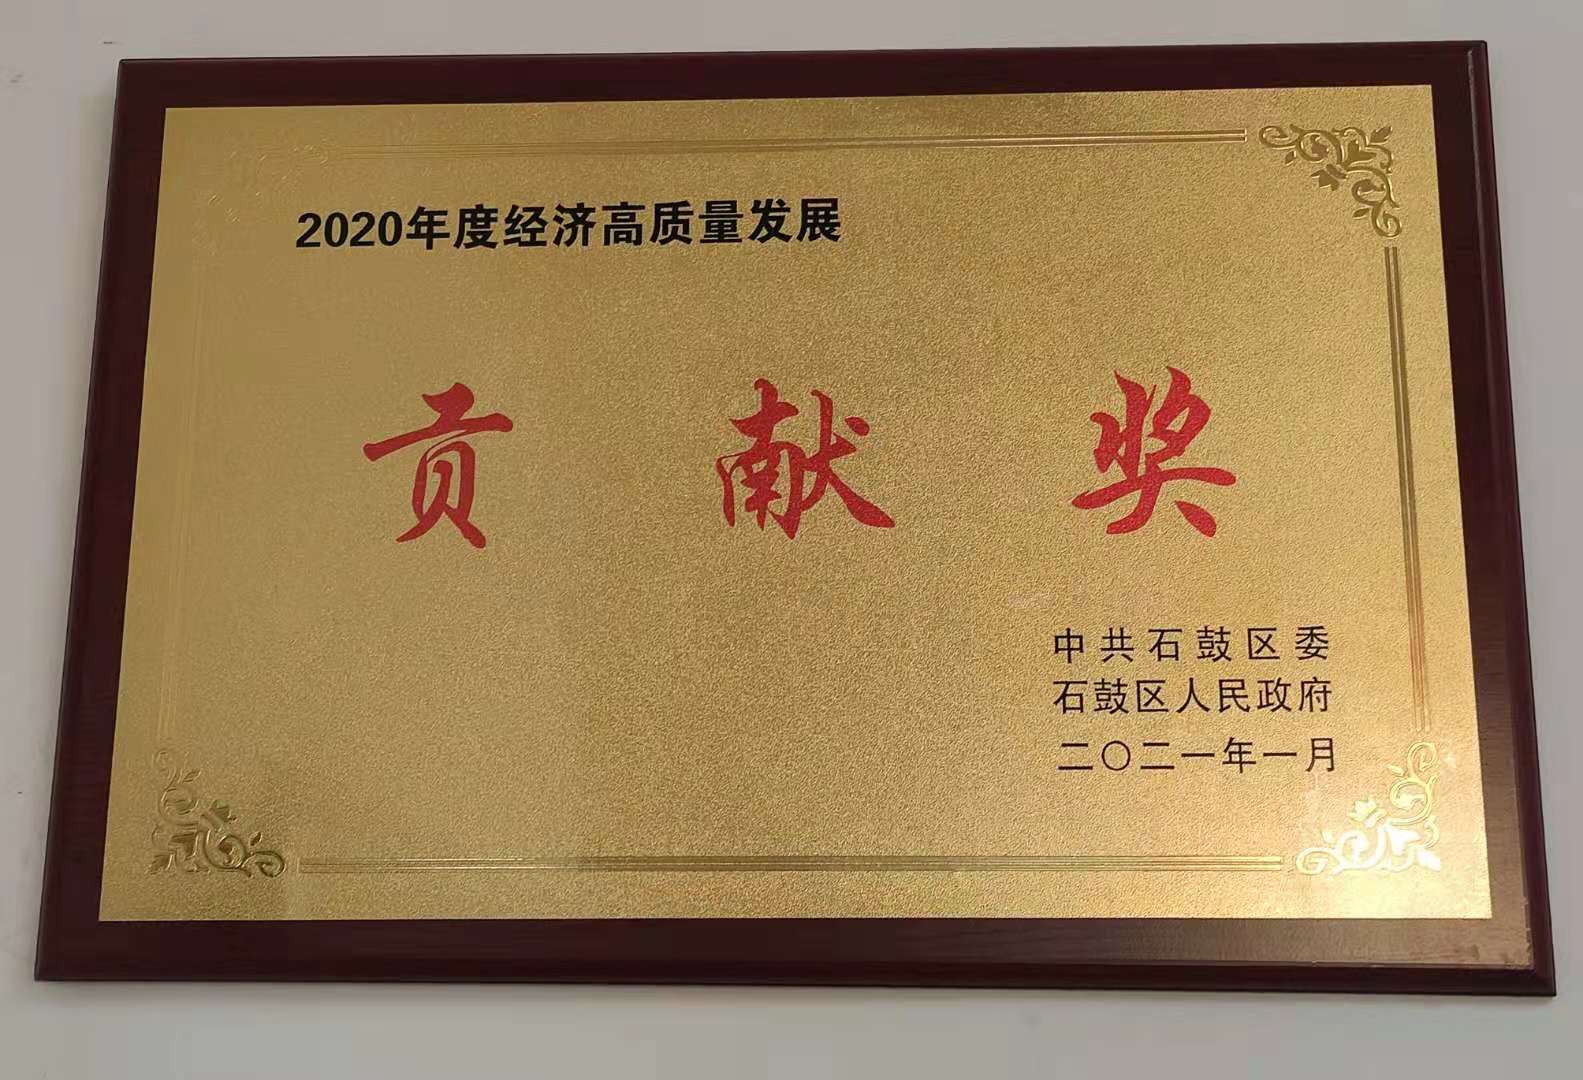 2020年度经济高质量发展
贡献奖
中共石鼓区委
石鼓区人民政府
二〇二一年一月